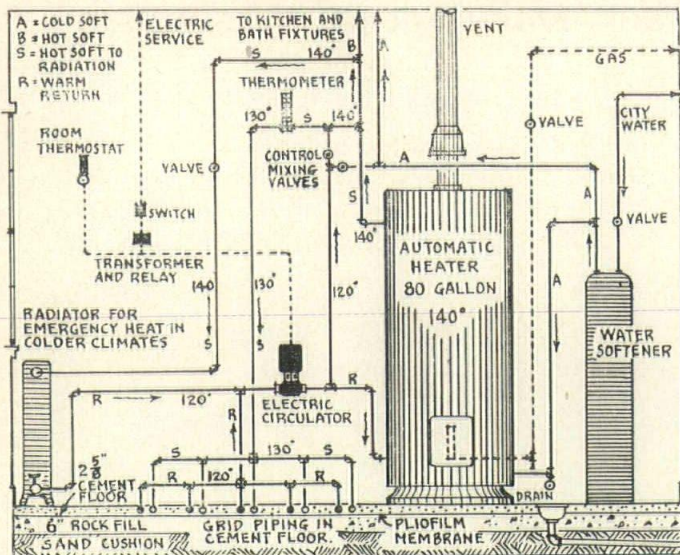 A = COLD SOFT
B = HOT SOFT
S = HOT SOFT TO
RADIATION
R = WARM
RETURN
ELECTRIC
SERVICE
TO KITCHEN AND
BATH FIXTURES
S
140°
B
A
VENT
GAS
THERMOMETER
130°
S
140°
VALVE
CITY
WATER
ROOM
THERMOSTAT
VALVE
CONTROL
MIXING
VALVES
A
S
A
VALVE
SWITCH
140°
TRANSFORMER
AND RELAY
140
130°
120°
AUTOMATIC
HEATER
80 GALLON
140°
A
RADIATOR FOR
EMERGENCY HEAT IN
COLDER CLIMATES
S
S
WATER
SOFTENER
R
120°
ELECTRIC
CIRCULATOR
R
R
S
130°
S
2 5/8"
CEMENT
FLOOR
R
120°
R
DRAIN
6" ROCK FILL
GRID PIPING IN
CEMENT FLOOR.
PLIOFILM
MEMBRANE
SAND CUSHION